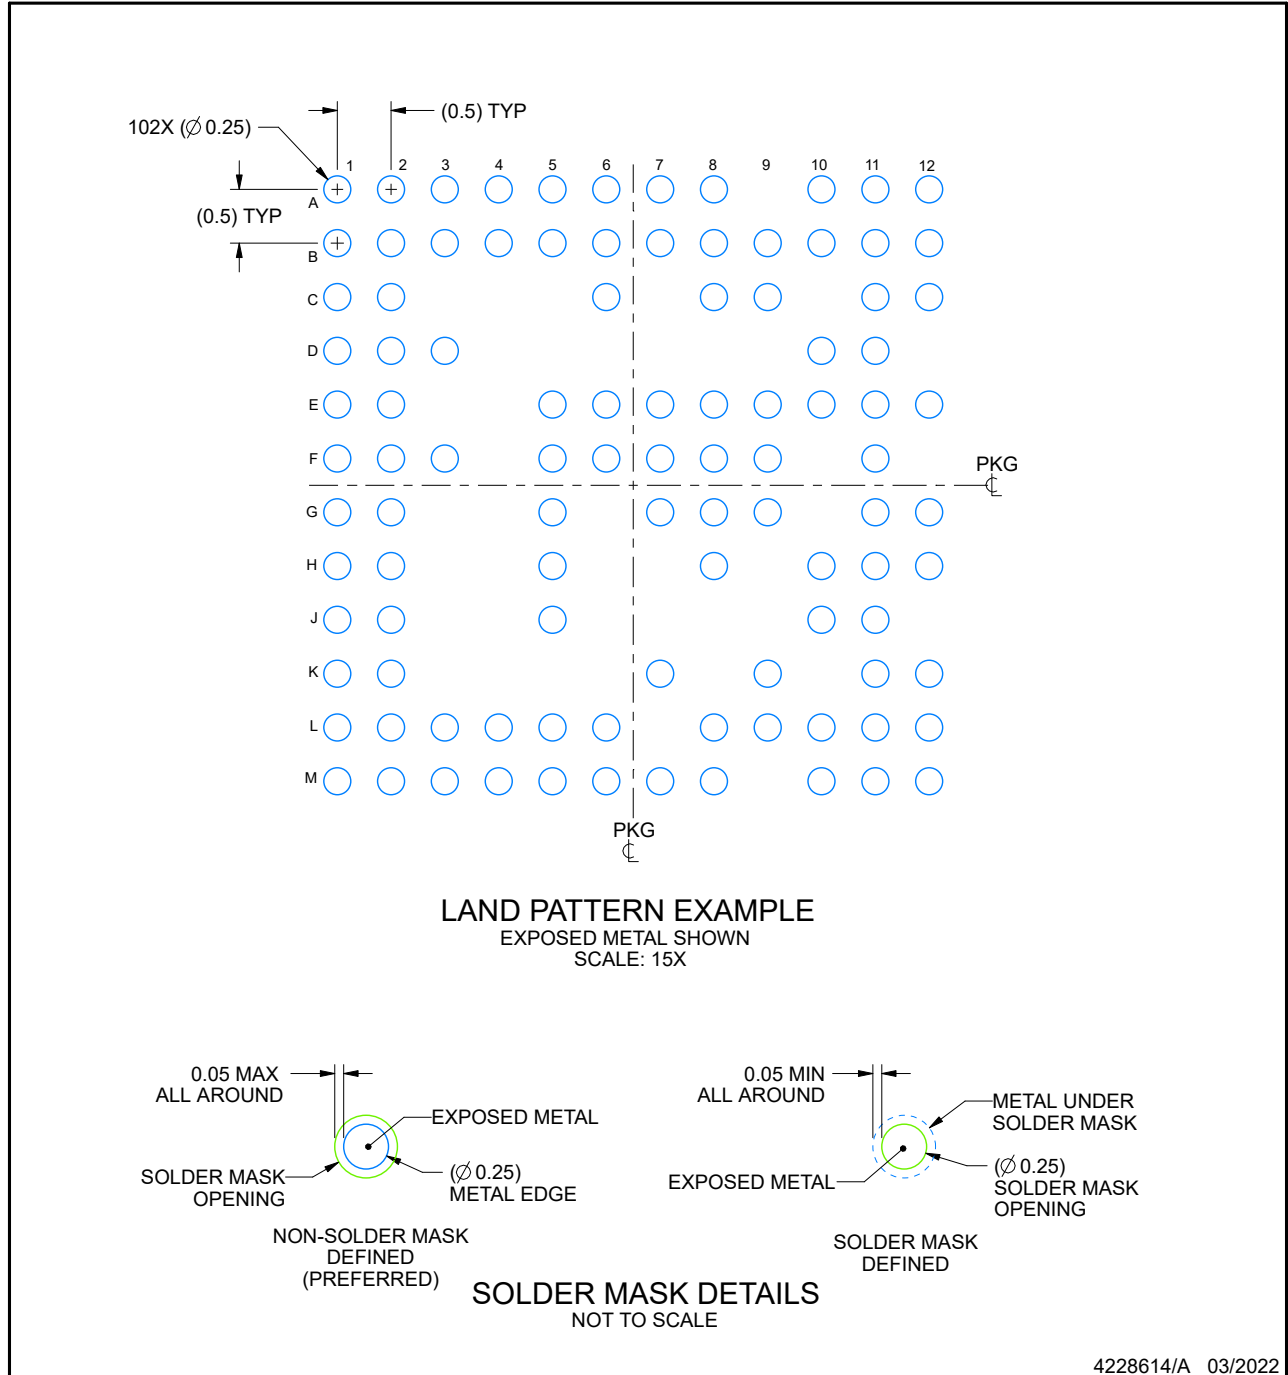 (0.5) TYP
102X (∅ 0.25)
1 2 3 4 5 6 7 8 9 10 11 12
A
(0.5) TYP
B
C
D
E
F
PKG
℄
G
H
J
K
L
M
PKG
℄
LAND PATTERN EXAMPLE
EXPOSED METAL SHOWN
SCALE: 15X
0.05 MAX
ALL AROUND
EXPOSED METAL
SOLDER MASK
OPENING
(∅ 0.25)
METAL EDGE
NON-SOLDER MASK
DEFINED
(PREFERRED)
0.05 MIN
ALL AROUND
METAL UNDER
SOLDER MASK
EXPOSED METAL
(∅ 0.25)
SOLDER MASK
OPENING
SOLDER MASK
DEFINED
SOLDER MASK DETAILS
NOT TO SCALE
4228614/A 03/2022